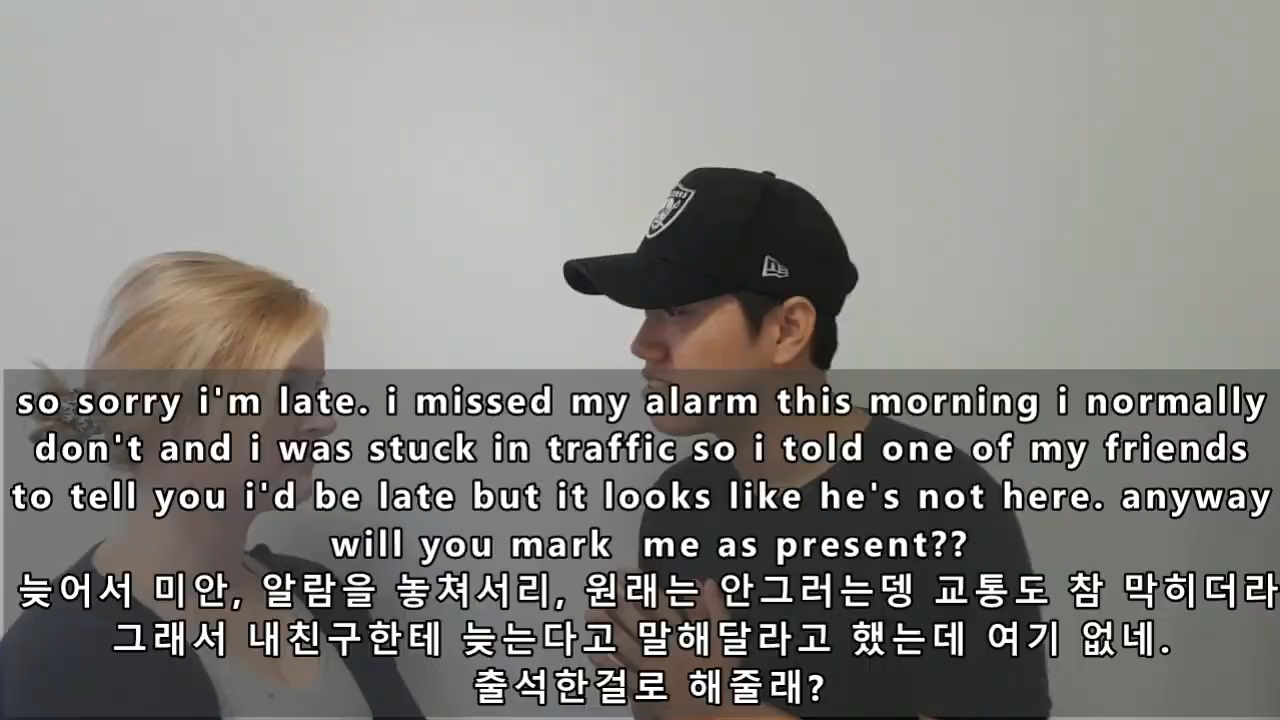 so sorry i'm late. i missed my alarm this morning i normally
don't and i was stuck in traffic so i told one of my friends
to tell you i'd be late but it looks like he's not here. anyway
will you mark  me as present??
늦어서 미안, 알람을 놓쳐서리, 원래는 안그러는뎅 교통도 참 막히더라
그래서 내친구한테 늦는다고 말해달라고 했는데 여기 없네.
출석한걸로 해줄래?